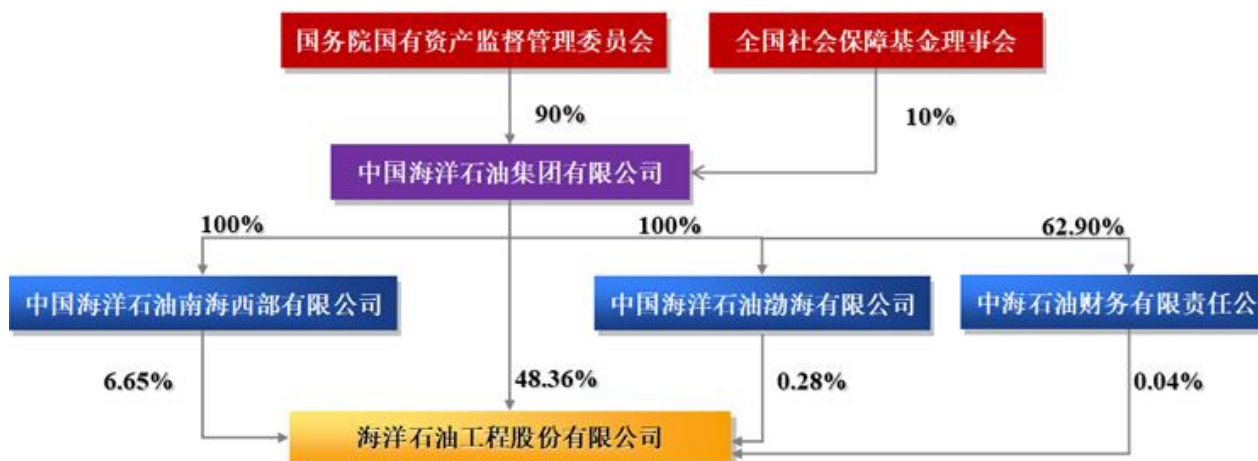 国务院国有资产监督管理委员会
全国社会保障基金理事会
90%
10%
中国海洋石油集团有限公司
100%
100%
62.90%
中国海洋石油南海西部有限公司
中国海洋石油渤海有限公司
中海石油财务有限责任公
6.65%
48.36%
0.28%
0.04%
海洋石油工程股份有限公司